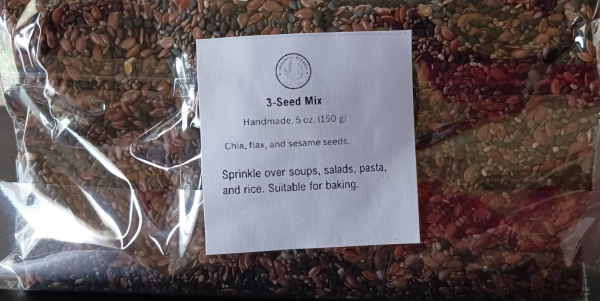 3-Seed Mix
Handmade. 5 oz. (150 g)
Chia, flax, and sesame seeds.
Sprinkle over soups, salads, pasta,
and rice. Suitable for baking.